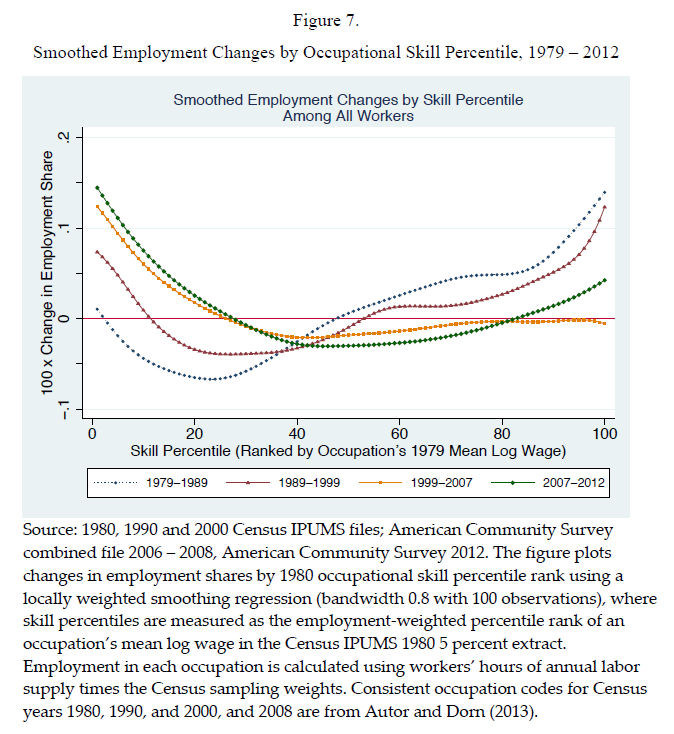 Figure 7.
Smoothed Employment Changes by Occupational Skill Percentile, 1979 – 2012
Smoothed Employment Changes by Skill Percentile
Among All Workers
100 x Change in Employment Share
.2
.1
0
-.1
0 20 40 60 80 100
Skill Percentile (Ranked by Occupation's 1979 Mean Log Wage)
1979–1989 1989–1999 1999–2007 2007–2012
Source: 1980, 1990 and 2000 Census IPUMS files; American Community Survey
combined file 2006 – 2008, American Community Survey 2012. The figure plots
changes in employment shares by 1980 occupational skill percentile rank using a
locally weighted smoothing regression (bandwidth 0.8 with 100 observations), where
skill percentiles are measured as the employment-weighted percentile rank of an
occupation's mean log wage in the Census IPUMS 1980 5 percent extract.
Employment in each occupation is calculated using workers' hours of annual labor
supply times the Census sampling weights. Consistent occupation codes for Census
years 1980, 1990, and 2000, and 2008 are from Autor and Dorn (2013).